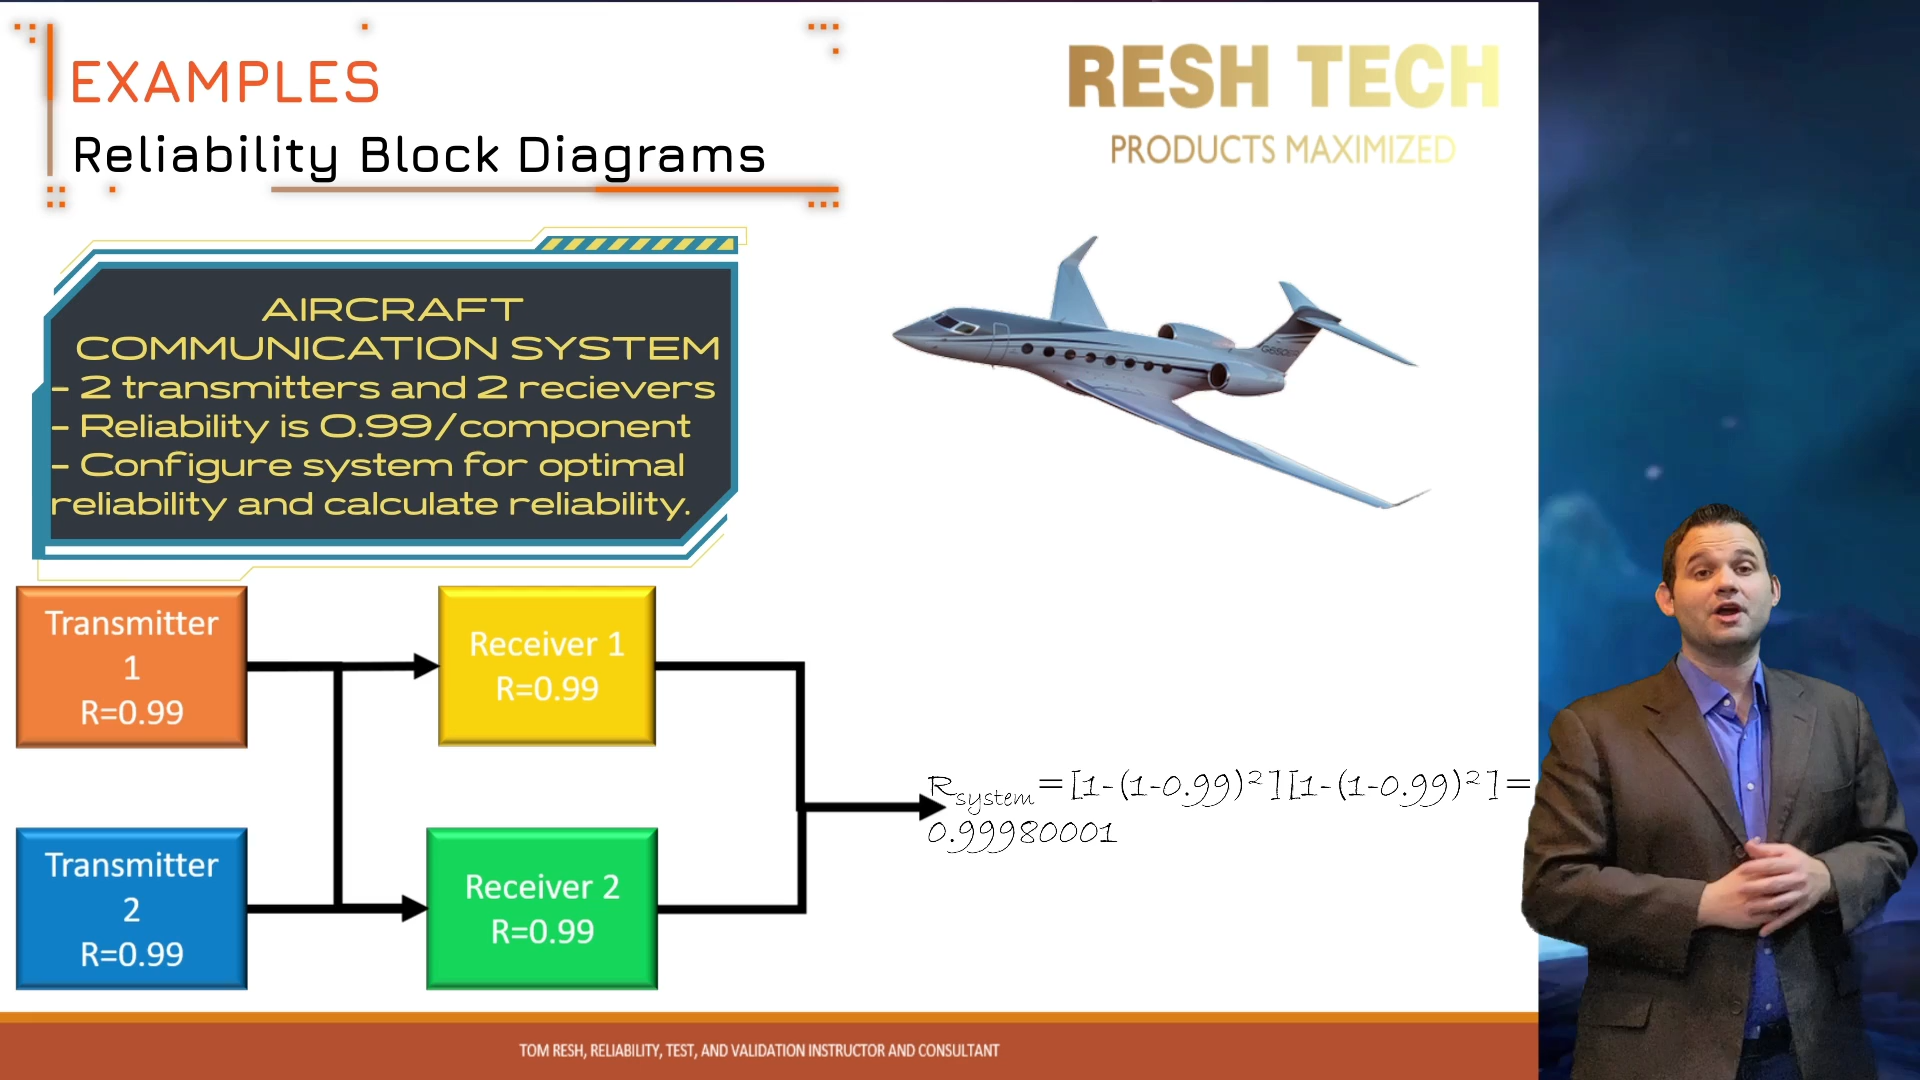 EXAMPLES
Reliability Block Diagrams
RESH TECH
PRODUCTS MAXIMIZED
AIRCRAFT
COMMUNICATION SYSTEM
- 2 transmitters and 2 recievers
- Reliability is 0.99/component
- Configure system for optimal
reliability and calculate reliability.
Transmitter
1
R=0.99
Receiver 1
R=0.99
Transmitter
2
R=0.99
Receiver 2
R=0.99
Rsystem=[1-(1-0.99)²][1-(1-0.99)²]=
0.99980001
TOM RESH, RELIABILITY, TEST, AND VALIDATION INSTRUCTOR AND CONSULTANT